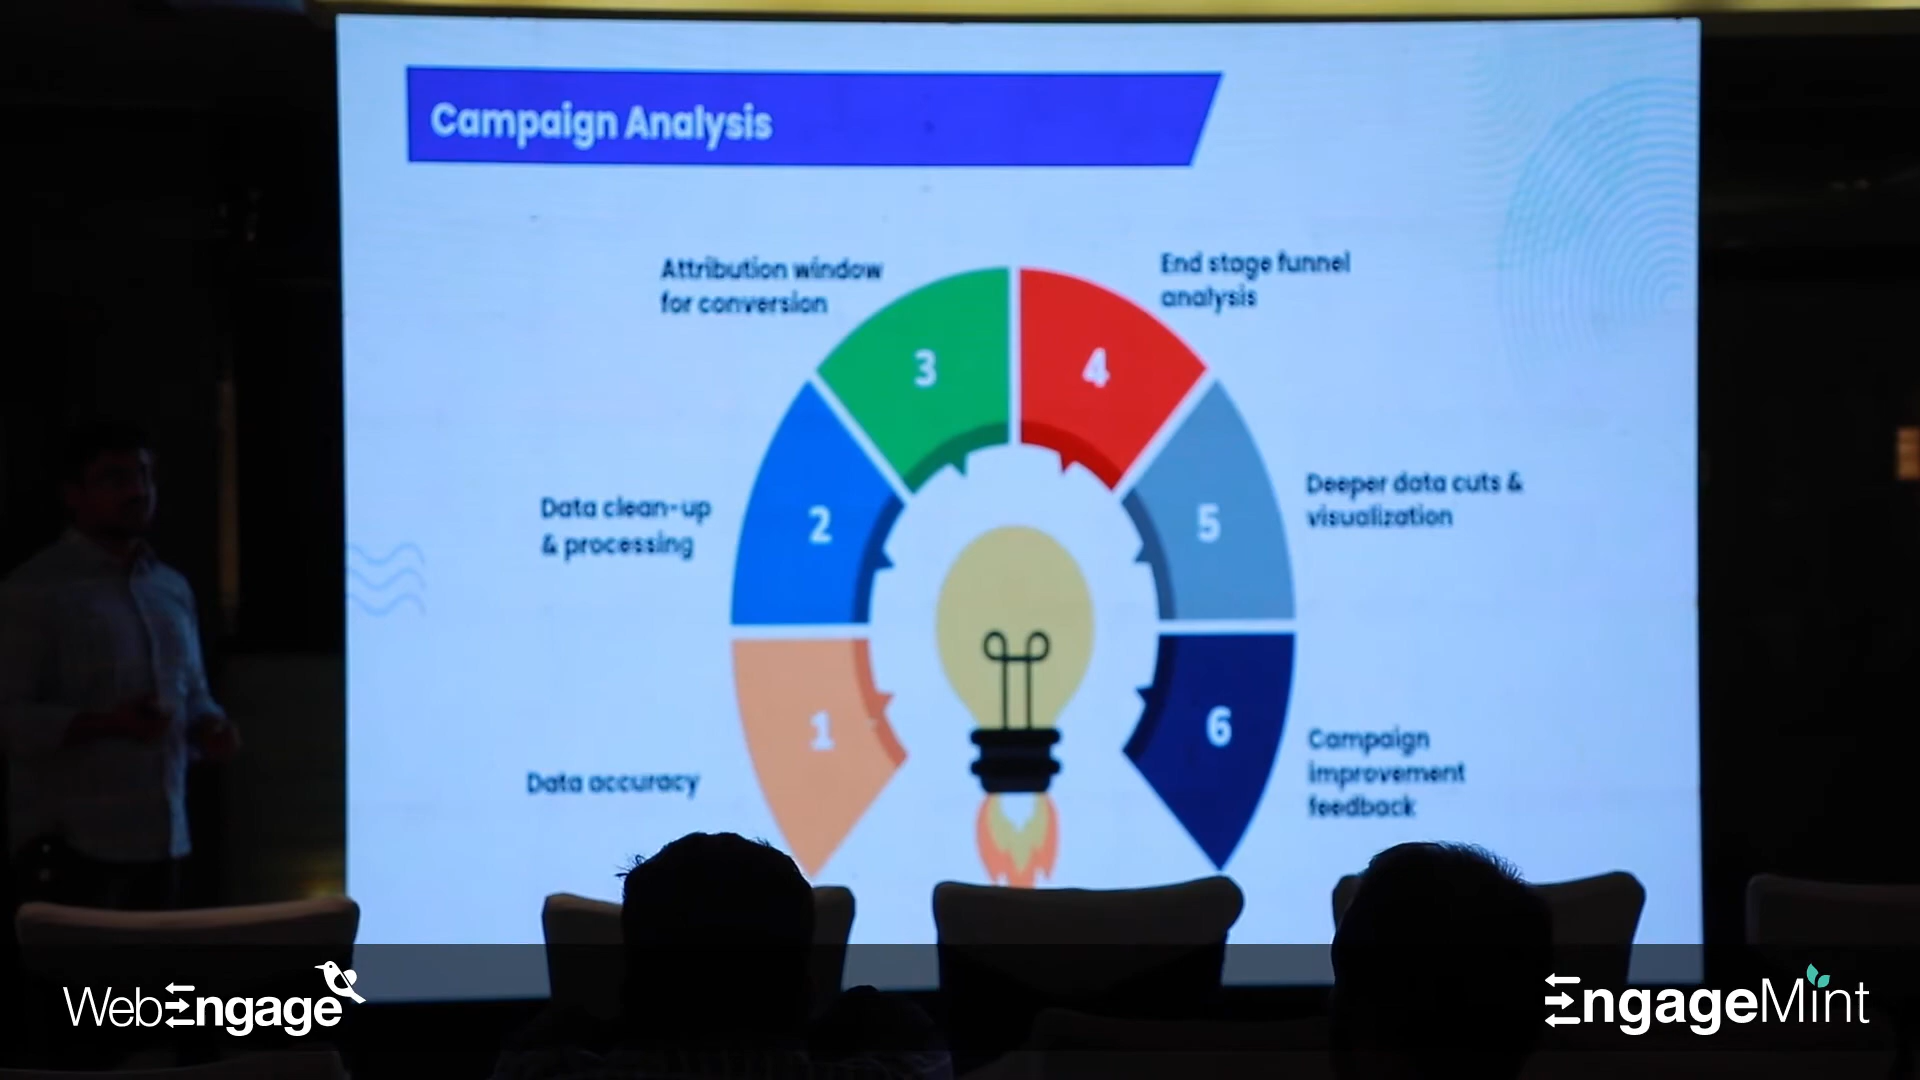 Campaign Analysis
Attribution window
for conversion
End stage funnel
analysis
3
4
Data clean-up
& processing
2
5
Deeper data cuts &
visualization
1
6
Data accuracy
Campaign
improvement
feedback
WebEngage
EngageMint